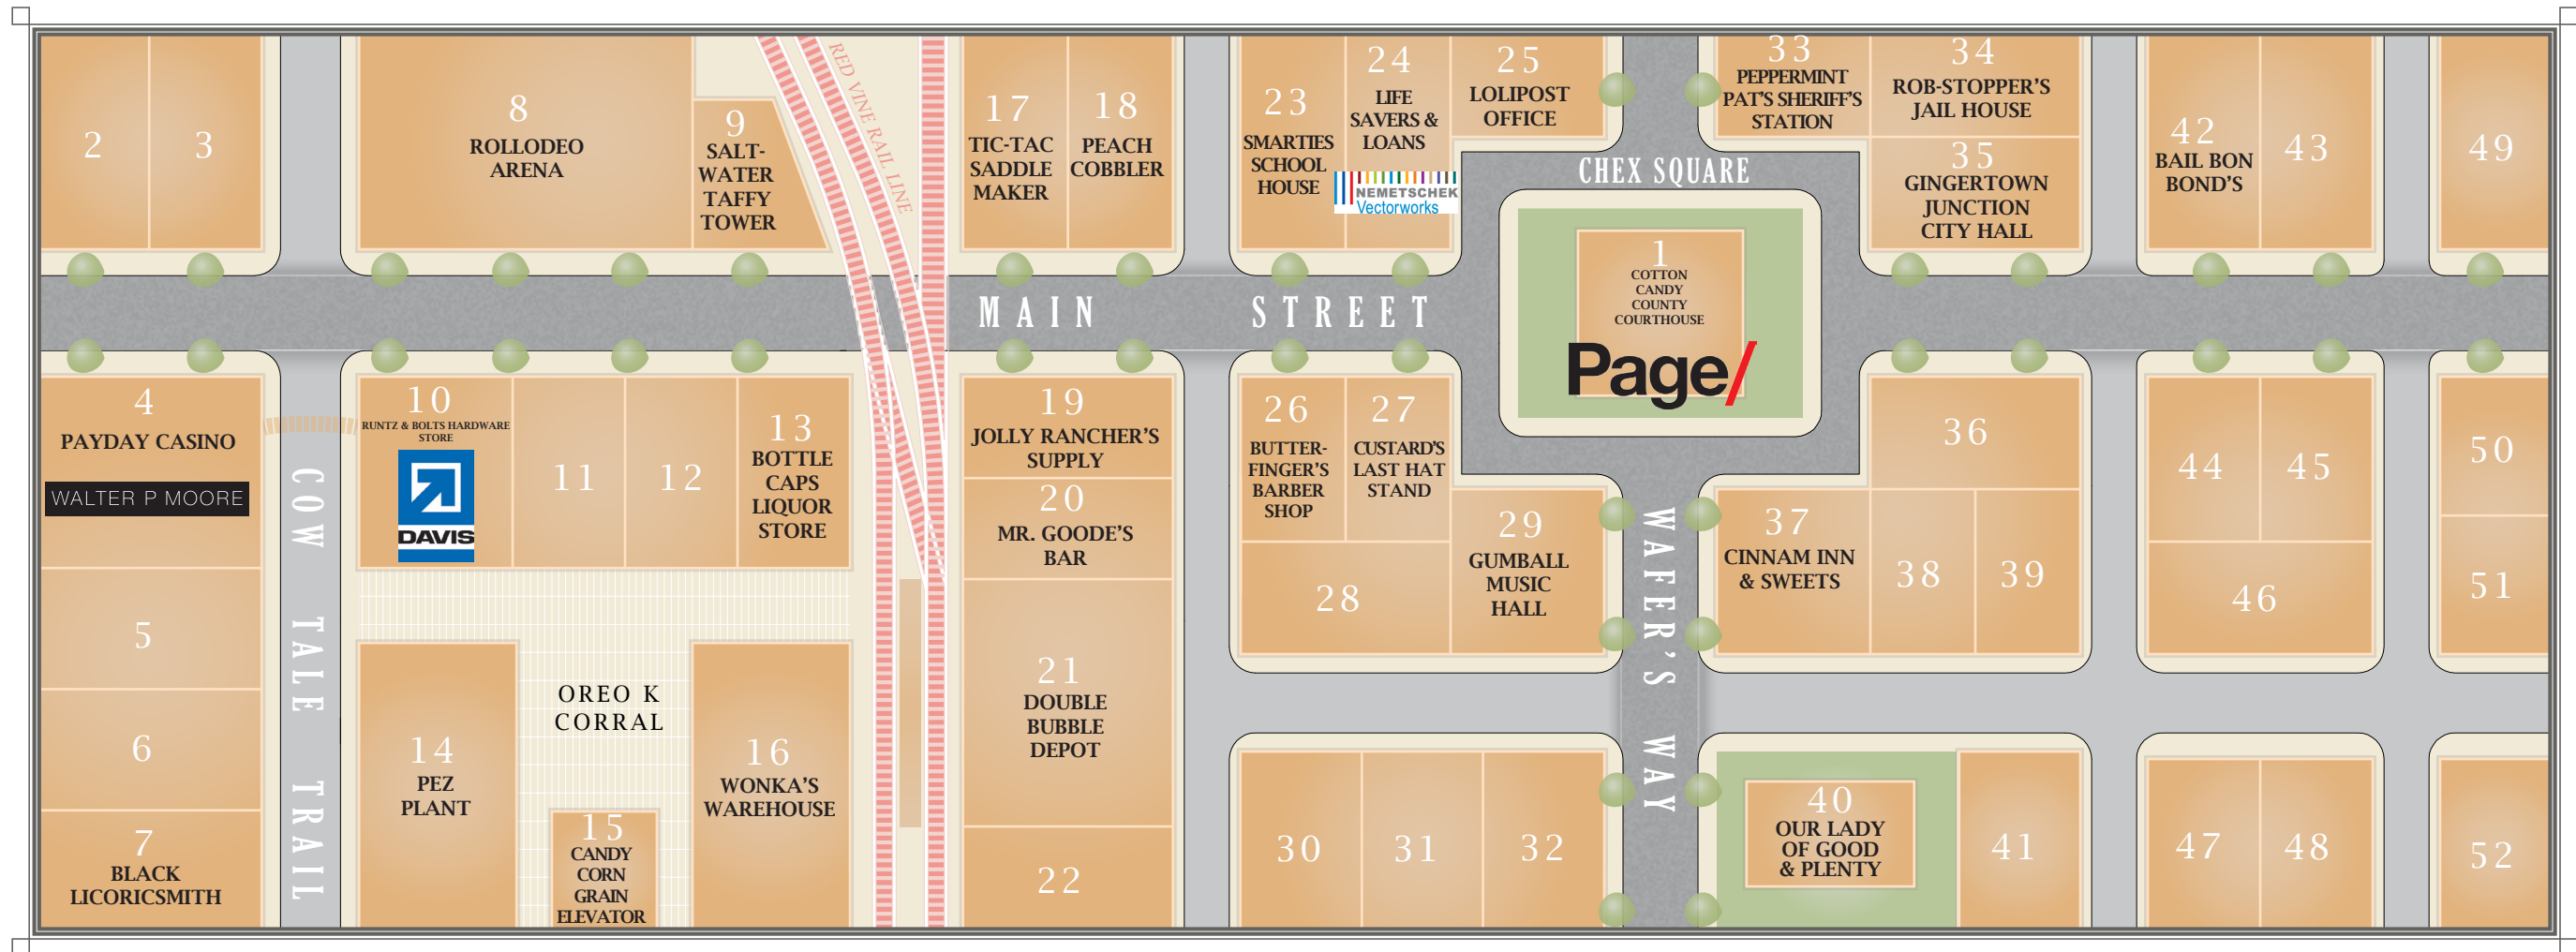 2
3
8
ROLLODEO
ARENA
9
SALT-
WATER
TAFFY
TOWER
RED VINE RAIL LINE
17
TIC-TAC
SADDLE
MAKER
18
PEACH
COBBLER
23
SMARTIES
SCHOOL
HOUSE
24
LIFE
SAVERS &
LOANS
NEMETSCHEK
Vectorworks
25
LOLIPOST
OFFICE
33
PEPPERMINT
PAT'S SHERIFF'S
STATION
34
ROB-STOPPER'S
JAIL HOUSE
35
GINGERTOWN
JUNCTION
CITY HALL
42
BAIL BON
BOND'S
43
49
CHEX SQUARE
1
COTTON
CANDY
COUNTY
COURTHOUSE
Page/
MAIN STREET
4
PAYDAY CASINO
WALTER P MOORE
5
6
7
BLACK
LICORICSMITH
COW TALE TRAIL
10
RUNTZ & BOLTS HARDWARE
STORE
DAVIS
11
12
13
BOTTLE
CAPS
LIQUOR
STORE
OREO K
CORRAL
14
PEZ
PLANT
15
CANDY
CORN
GRAIN
ELEVATOR
16
WONKA'S
WAREHOUSE
19
JOLLY RANCHER'S
SUPPLY
20
MR. GOODE'S
BAR
21
DOUBLE
BUBBLE
DEPOT
22
26
BUTTER-
FINGER'S
BARBER
SHOP
27
CUSTARD'S
LAST HAT
STAND
28
29
GUMBALL
MUSIC
HALL
30
31
32
WAFER'S WAY
36
37
CINNAM INN
& SWEETS
38
39
40
OUR LADY
OF GOOD
& PLENTY
41
44
45
46
47
48
50
51
52